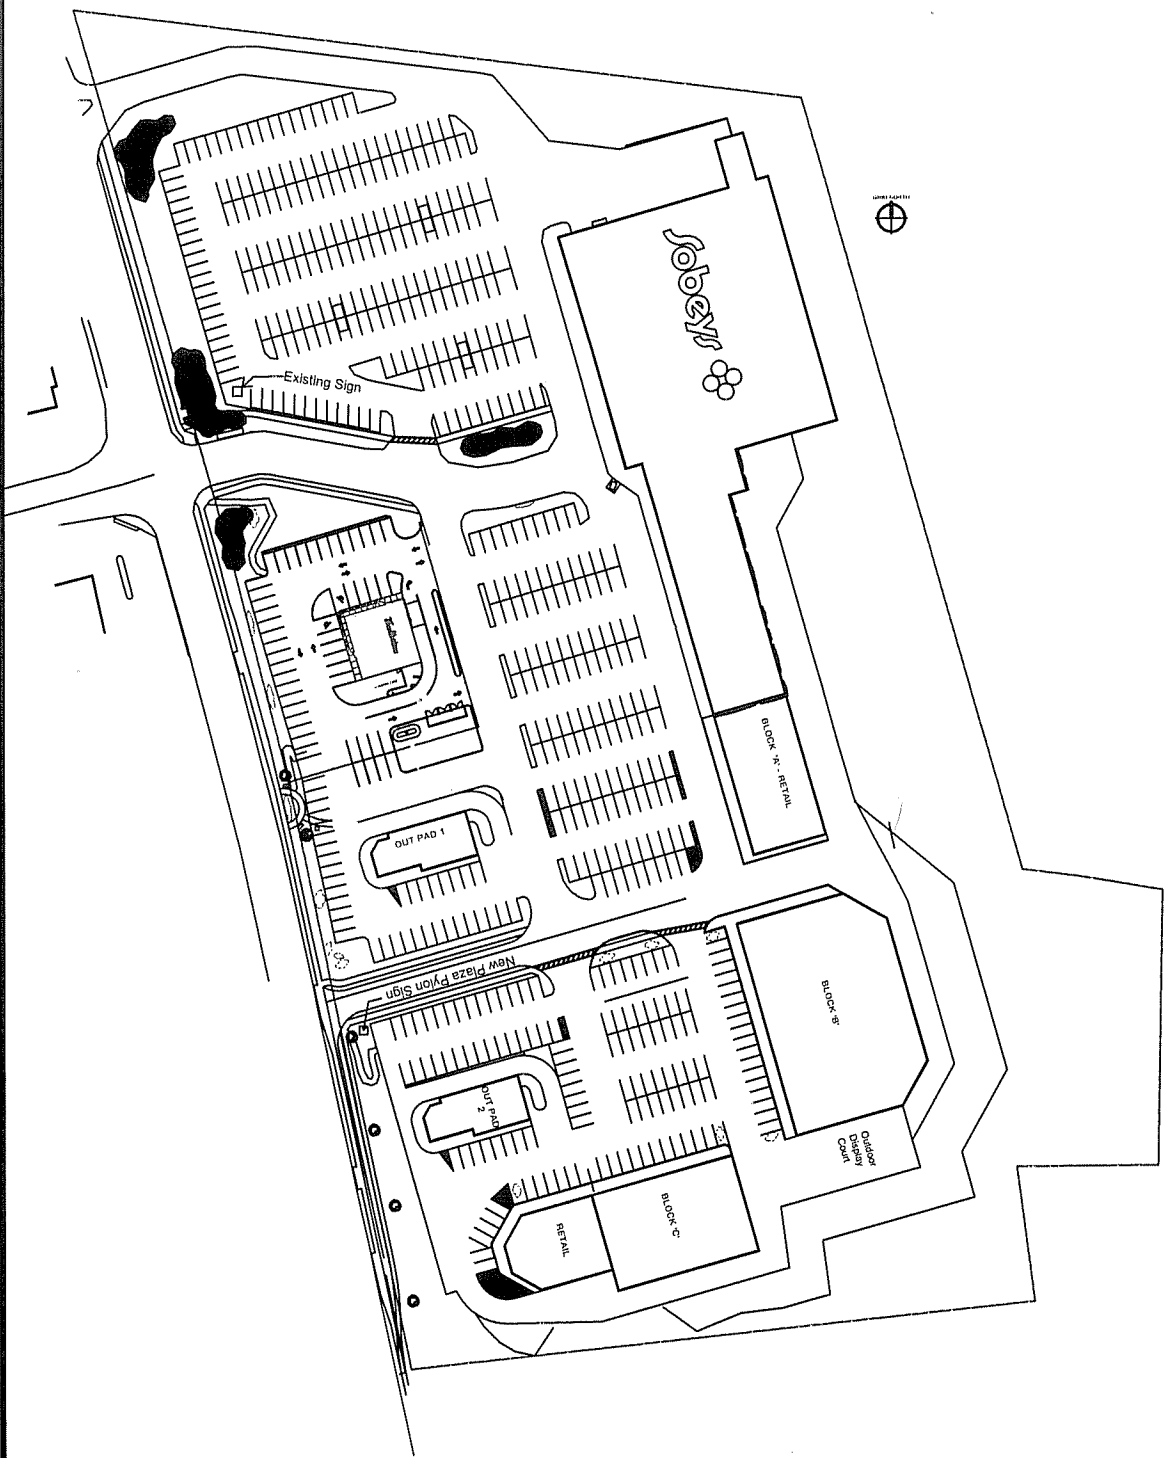 Sobeys
Existing Sign
BLOCK 'A' - RETAIL
OUT PAD 1
New Plaza Pylon Sign
BLOCK 'B'
OUT PAD
2
Outdoor
Display
Court
BLOCK 'C'
RETAIL